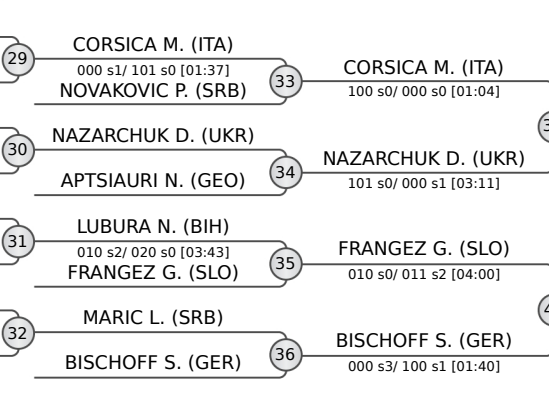 29
CORSICA M. (ITA)
000 s1/ 101 s0 [01:37]
NOVAKOVIC P. (SRB)
33
CORSICA M. (ITA)
100 s0/ 000 s0 [01:04]
30
NAZARCHUK D. (UKR)
APTSIAURI N. (GEO)
34
NAZARCHUK D. (UKR)
101 s0/ 000 s1 [03:11]
31
LUBURA N. (BIH)
010 s2/ 020 s0 [03:43]
FRANGEZ G. (SLO)
35
FRANGEZ G. (SLO)
010 s0/ 011 s2 [04:00]
32
MARIC L. (SRB)
BISCHOFF S. (GER)
36
BISCHOFF S. (GER)
000 s3/ 100 s1 [01:40]